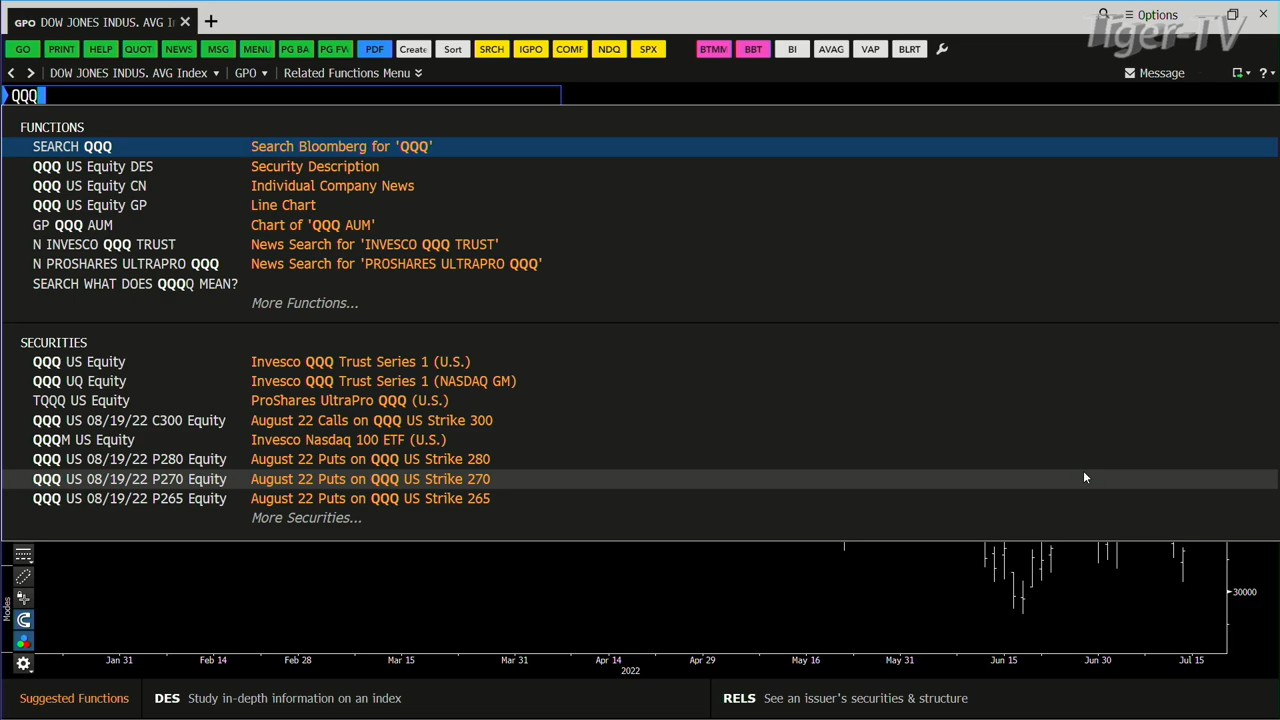 GPO DOW JONES INDUS. AVG I
Options
Tiger-TV
GO PRINT HELP QUOT NEWS MSG MENU PG BA PG FW PDF Create Sort SRCH IGPO COMF NDQ SPX BTMM BBT BI AVAG VAP BLRT
DOW JONES INDUS. AVG Index GPO Related Functions Menu Message
QQQ
FUNCTIONS
SEARCH QQQ Search Bloomberg for 'QQQ'
QQQ US Equity DES Security Description
QQQ US Equity CN Individual Company News
QQQ US Equity GP Line Chart
GP QQQ AUM Chart of 'QQQ AUM'
N INVESCO QQQ TRUST News Search for 'INVESCO QQQ TRUST'
N PROSHARES ULTRAPRO QQQ News Search for 'PROSHARES ULTRAPRO QQQ'
SEARCH WHAT DOES QQQQ MEAN?
More Functions...
SECURITIES
QQQ US Equity Invesco QQQ Trust Series 1 (U.S.)
QQQ UQ Equity Invesco QQQ Trust Series 1 (NASDAQ GM)
TQQQ US Equity ProShares UltraPro QQQ (U.S.)
QQQ US 08/19/22 C300 Equity August 22 Calls on QQQ US Strike 300
QQQM US Equity Invesco Nasdaq 100 ETF (U.S.)
QQQ US 08/19/22 P280 Equity August 22 Puts on QQQ US Strike 280
QQQ US 08/19/22 P270 Equity August 22 Puts on QQQ US Strike 270
QQQ US 08/19/22 P265 Equity August 22 Puts on QQQ US Strike 265
More Securities...
Modes
30000
Jan 31 Feb 14 Feb 28 Mar 15 Mar 31 Apr 14 Apr 29 May 16 May 31 Jun 15 Jun 30 Jul 15
2022
Suggested Functions DES Study in-depth information on an index RELS See an issuer's securities & structure